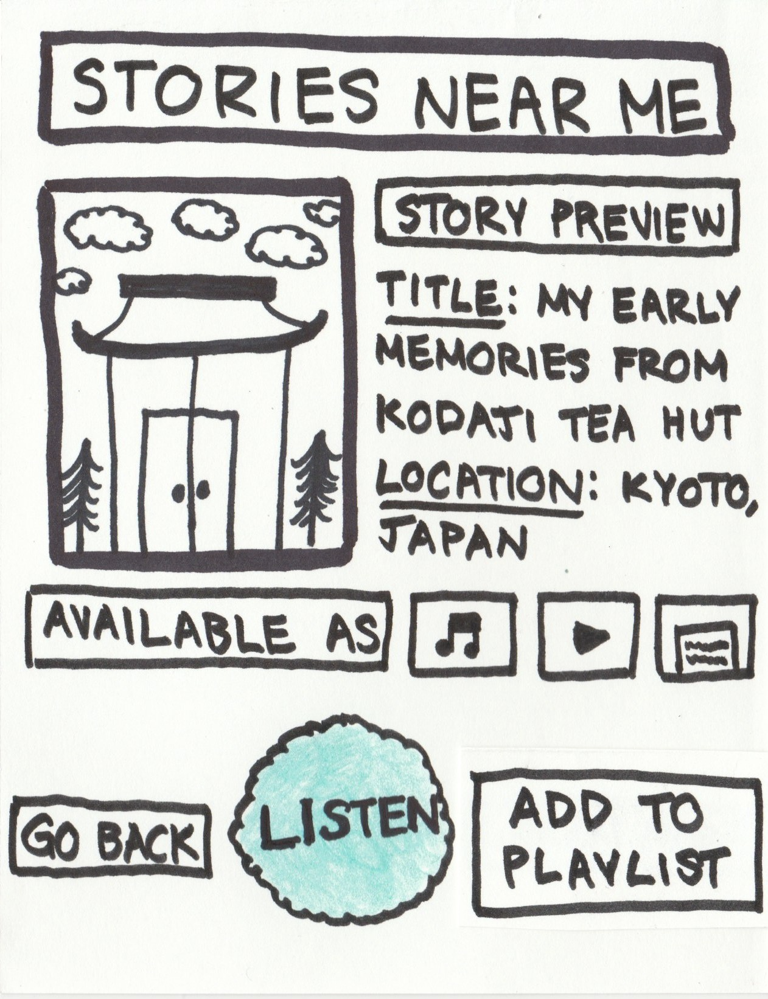 STORIES NEAR ME
STORY PREVIEW
TITLE: MY EARLY
MEMORIES FROM
KODAJI TEA HUT
LOCATION: KYOTO,
JAPAN
AVAILABLE AS
GO BACK
LISTEN
ADD TO
PLAYLIST